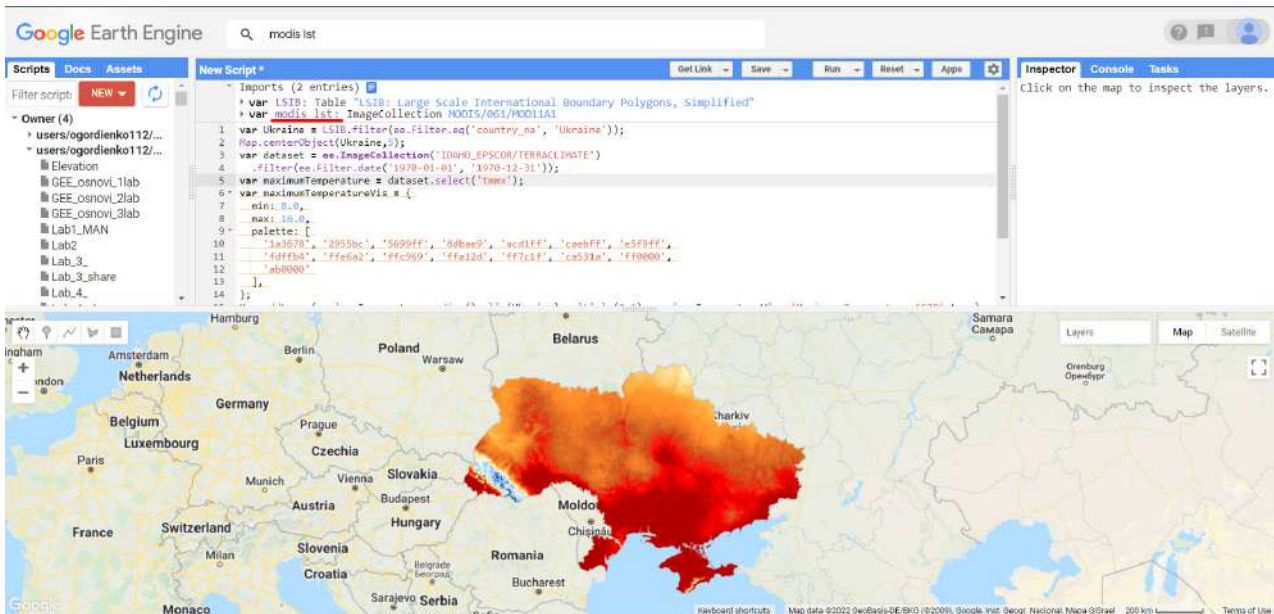 Google Earth Engine
modis lst
Scripts Docs Assets
Filter script:
NEW
Owner (4)
users/ogordienko112/...
users/ogordienko112/...
Elevation
GEE_osnovi_1lab
GEE_osnovi_2lab
GEE_osnovi_3lab
Lab1_MAN
Lab2
Lab_3_
Lab_3_share
Lab_4_
New Script *
Get Link Save Run Reset Apps
Imports (2 entries)
var LSIB: Table "LSIB: Large Scale International Boundary Polygons, Simplified"
var modis_lst: ImageCollection MODIS/061/MOD11A1
1 var Ukraine = LSIB.filter(ee.Filter.eq('country_na', 'Ukraine'));
2 Map.centerObject(Ukraine,5);
3 var dataset = ee.ImageCollection('IDAHO_EPSCOR/TERRACLIMATE')
4 .filter(ee.Filter.date('1970-01-01', '1970-12-31'));
5 var maximumTemperature = dataset.select('tmmx');
6 var maximumTemperatureVis = {
7 min: 8.0,
8 max: 16.0,
9 palette: [
10 '1a3678', '2955bc', '5699ff', '8dbae9', 'acd1ff', 'caebff', 'e5f9ff',
11 'fdffb4', 'ffe6a2', 'ffc969', 'ffa12d', 'ff7c1f', 'ca531a', 'ff0000',
12 'ab0000'
13 ],
14 };
Inspector Console Tasks
Click on the map to inspect the layers.
Layers
Map Satellite
Hamburg
Samara
Самара
Belarus
Amsterdam
Berlin
Poland
Warsaw
Orenburg
Оренбург
Netherlands
Germany
Belgium
Prague
Kharkiv
Luxembourg
Czechia
Paris
Slovakia
Munich
Vienna
Budapest
Austria
Moldo
France
Switzerland
Hungary
Chișinău
Milan
Slovenia
Romania
Croatia
Belgrade
Београд
Bucharest
Sarajevo
Serbia
Google
Monaco
Keyboard shortcuts
Map data ©2022 GeoBasis-DE/BKG (©2009), Google, Inst. Geogr. Nacional, Mapa GISrael
200 km
Terms of Use